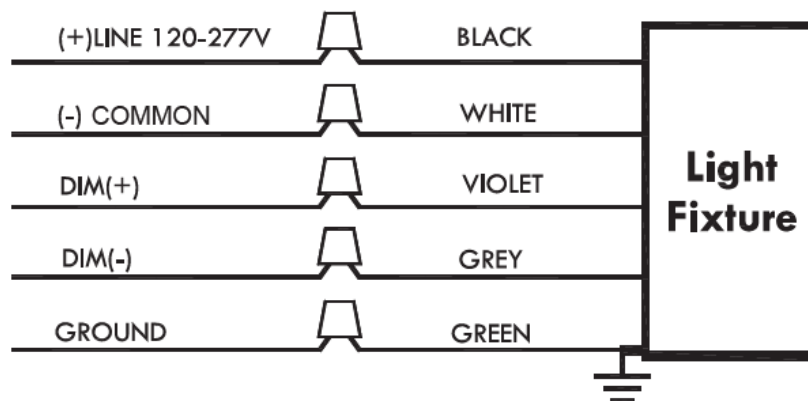 (+)LINE 120-277V BLACK
(-) COMMON WHITE
DIM(+) VIOLET
DIM(-) GREY
GROUND GREEN
Light
Fixture